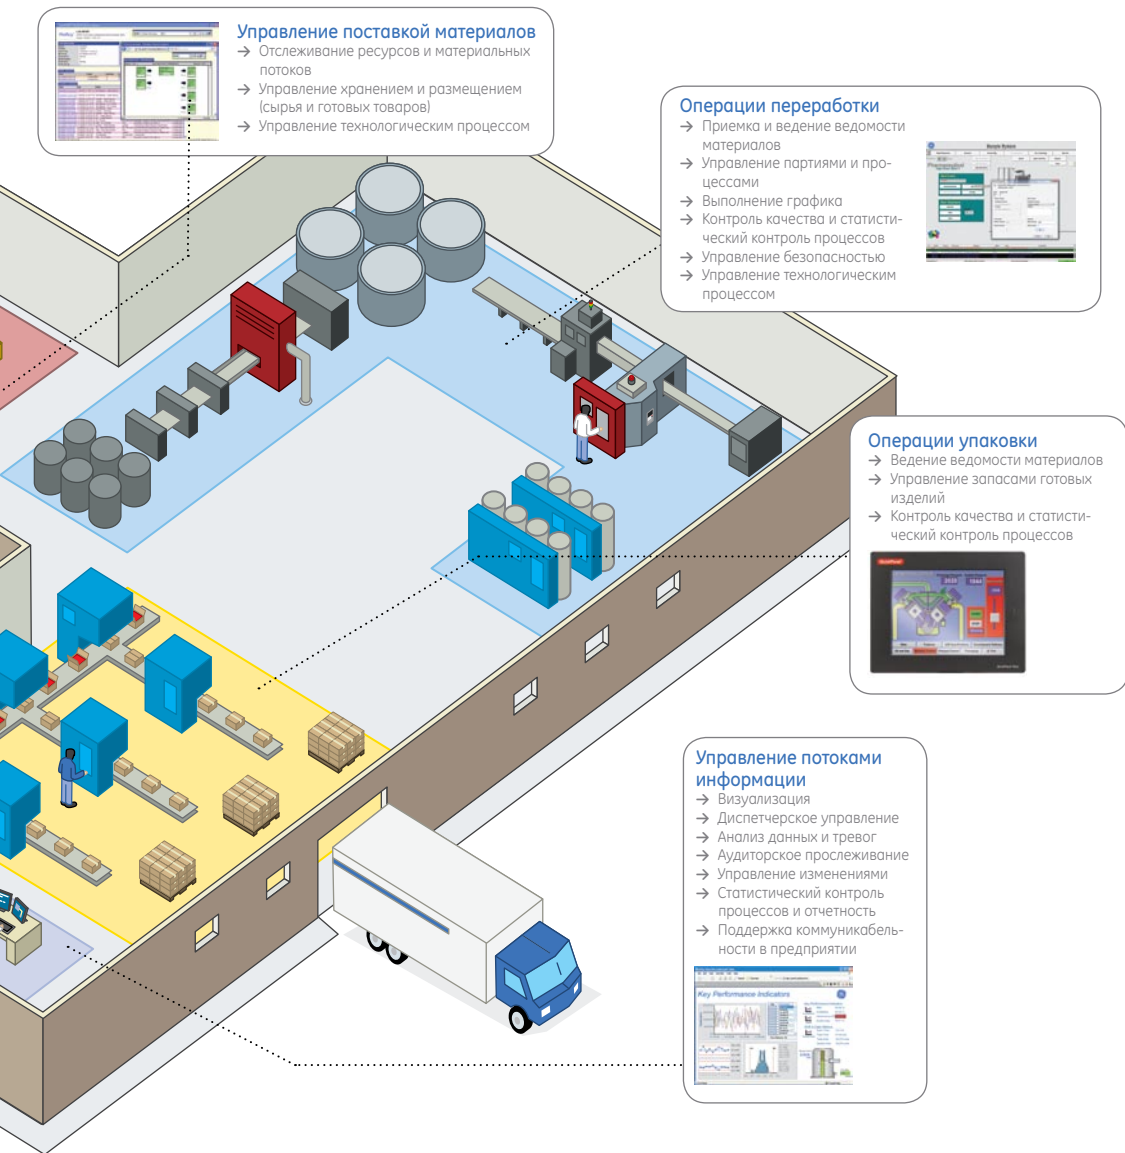 Управление поставкой материалов
→ Отслеживание ресурсов и материальных
потоков
→ Управление хранением и размещением
(сырья и готовых товаров)
→ Управление технологическим процессом
Операции переработки
→ Приемка и ведение ведомости
материалов
→ Управление партиями и про-
цессами
→ Выполнение графика
→ Контроль качества и статисти-
ческий контроль процессов
→ Управление безопасностью
→ Управление технологическим
процессом
Операции упаковки
→ Ведение ведомости материалов
→ Управление запасами готовых
изделий
→ Контроль качества и статисти-
ческий контроль процессов
Управление потоками
информации
→ Визуализация
→ Диспетчерское управление
→ Анализ данных и тревог
→ Аудиторское прослеживание
→ Управление изменениями
→ Статистический контроль
процессов и отчетность
→ Поддержка коммуникабель-
ности в предприятии
Key Performance Indicators